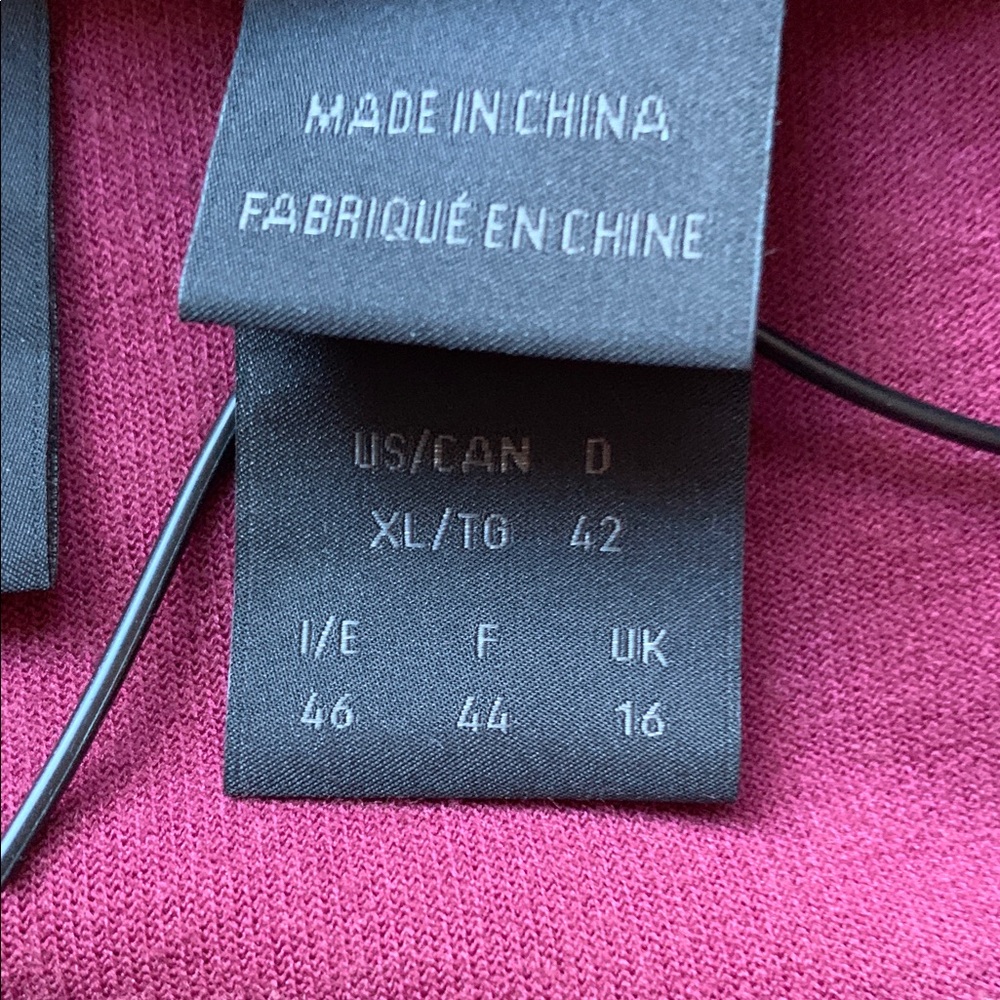 MADE IN CHINA
FABRIQUÉ EN CHINE
US/CAN D
XL/TG 42
I/E F UK
46 44 16